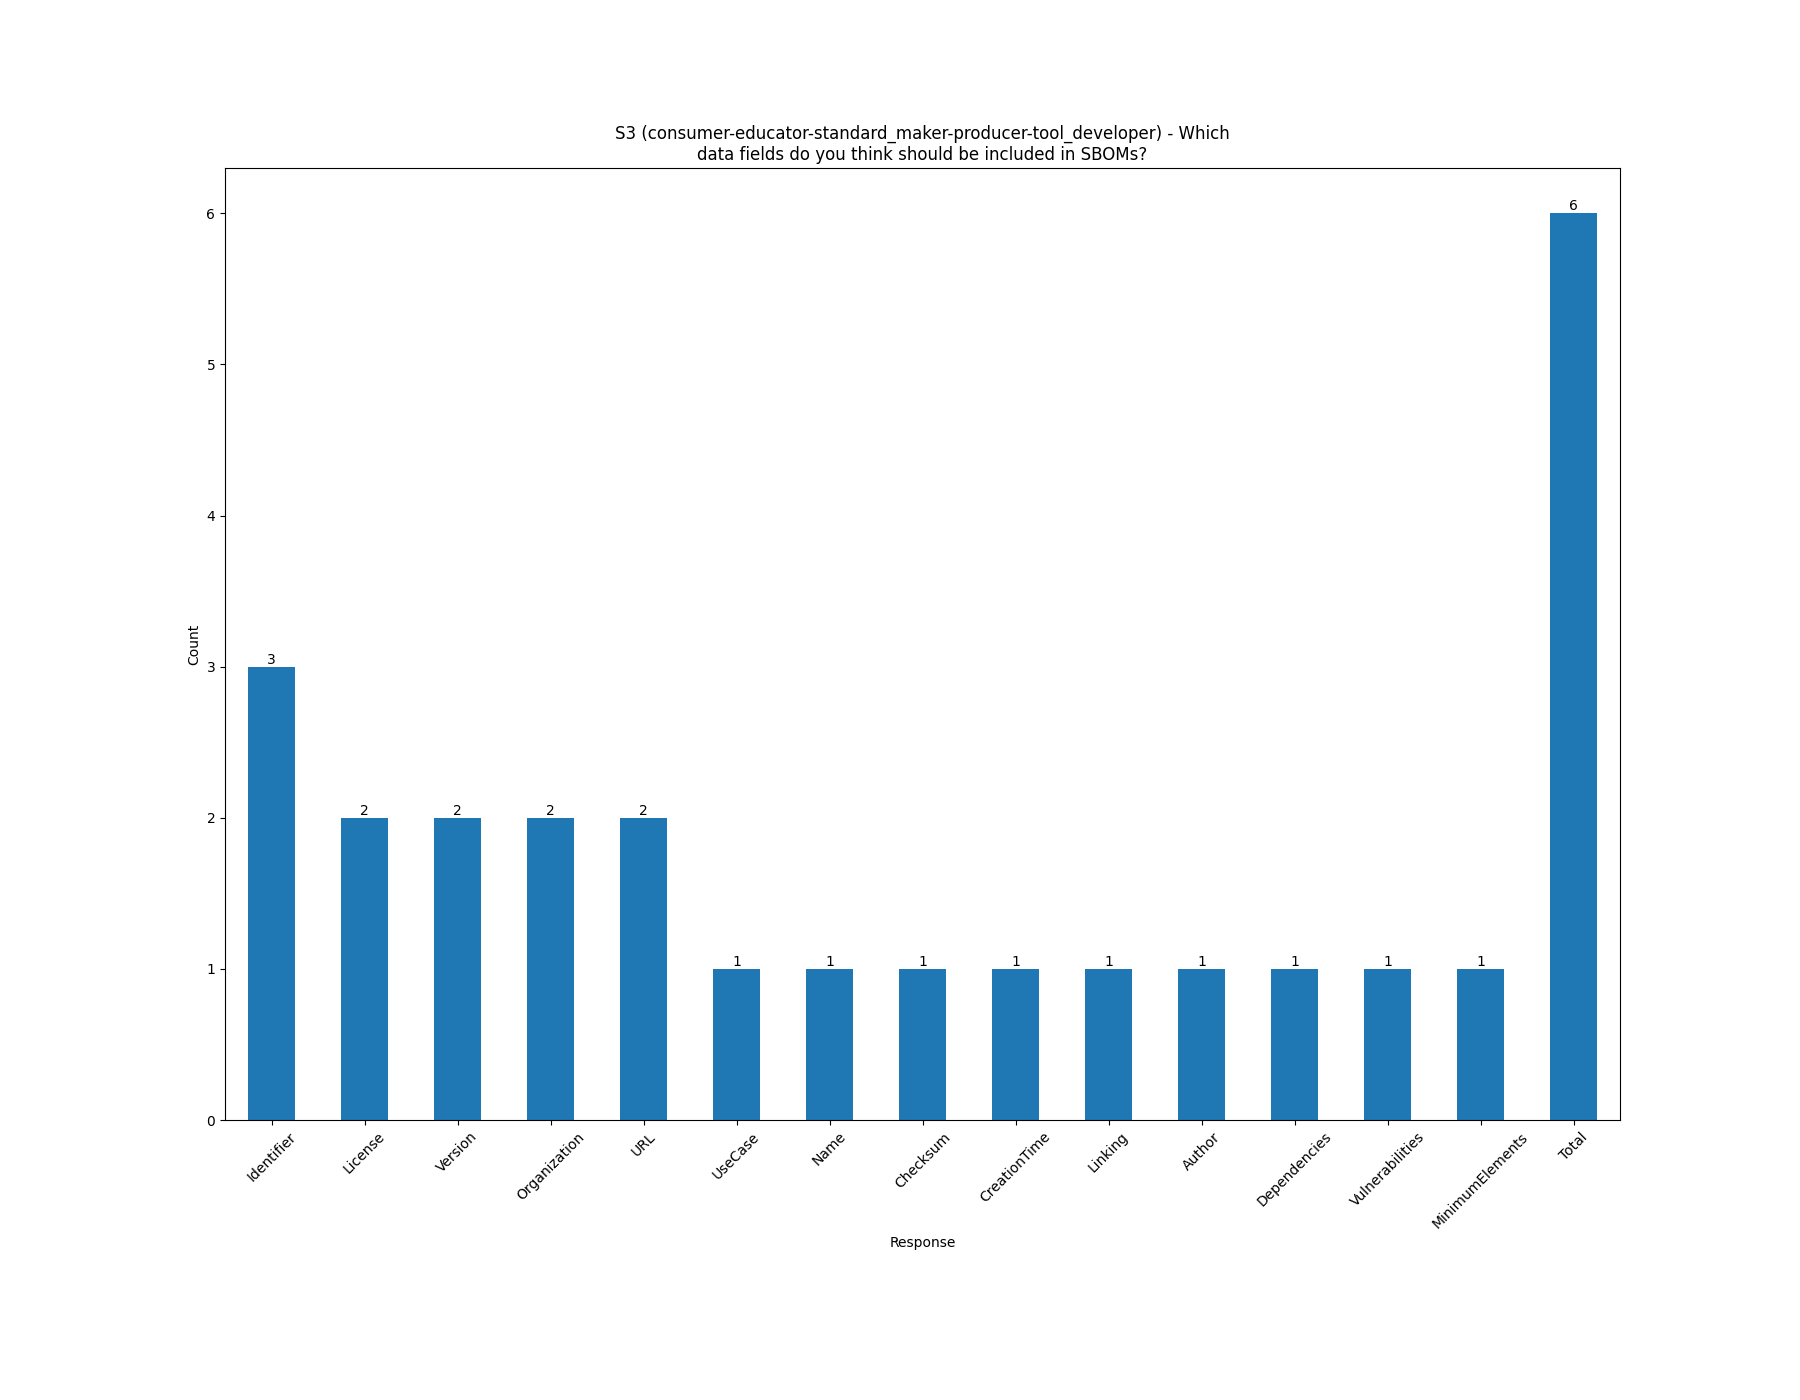 S3 (consumer-educator-standard_maker-producer-tool_developer) - Which
data fields do you think should be included in SBOMs?
6
5
4
3
2
1
0
Count
3
2
2
2
2
1
1
1
1
1
1
1
1
1
6
Identifier
License
Version
Organization
URL
UseCase
Name
Checksum
CreationTime
Linking
Author
Dependencies
Vulnerabilities
MinimumElements
Total
Response